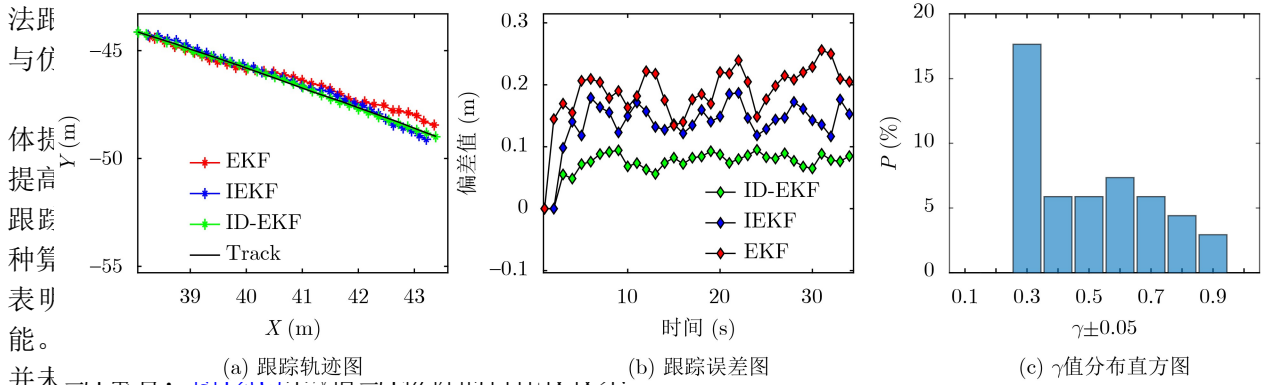 法跟
与仿
体损
提高
跟踪
种算
表明
能。
并未
−45
−50
−55
Y (m)
39 40 41 42 43
X (m)
EKF
IEKF
ID-EKF
Track
(a) 跟踪轨迹图
0.3
0.2
0.1
0
−0.1
偏差值 (m)
10 20 30
时间 (s)
ID-EKF
IEKF
EKF
(b) 跟踪误差图
20
15
10
5
0
P (%)
0.1 0.3 0.5 0.7 0.9
γ±0.05
(c) γ值分布直方图